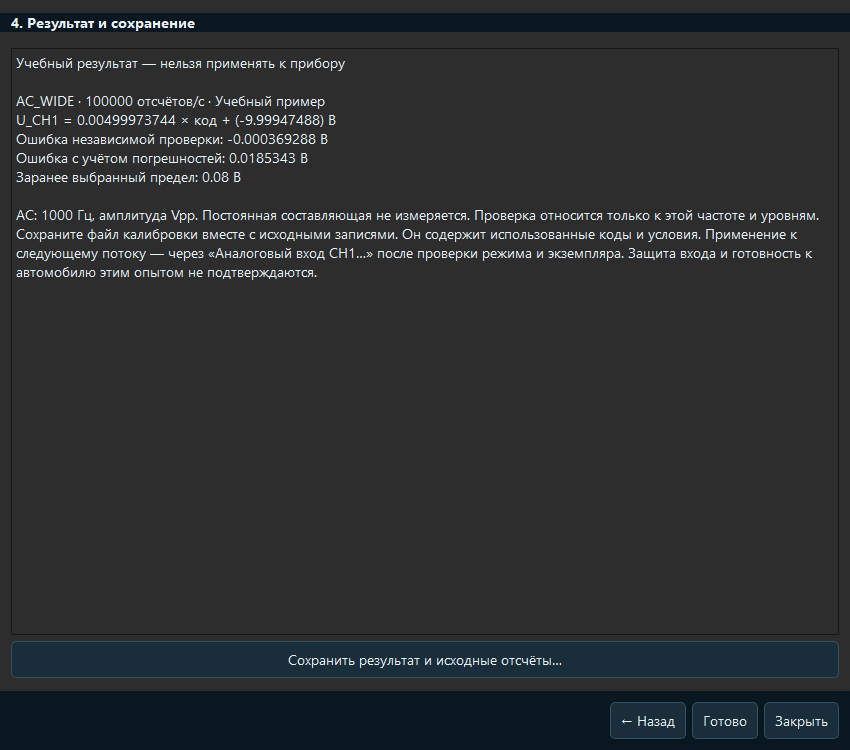 4. Результат и сохранение
Учебный результат — нельзя применять к прибору
AC_WIDE · 100000 отсчётов/с · Учебный пример
U_CH1 = 0.00499973744 × код + (-9.99947488) В
Ошибка независимой проверки: -0.000369288 В
Ошибка с учётом погрешностей: 0.0185343 В
Заранее выбранный предел: 0.08 В
AC: 1000 Гц, амплитуда Vpp. Постоянная составляющая не измеряется. Проверка относится только к этой частоте и уровням.
Сохраните файл калибровки вместе с исходными записями. Он содержит использованные коды и условия. Применение к
следующему потоку — через «Аналоговый вход CH1...» после проверки режима и экземпляра. Защита входа и готовность к
автомобилю этим опытом не подтверждаются.
Сохранить результат и исходные отсчёты...
← Назад
Готово
Закрыть